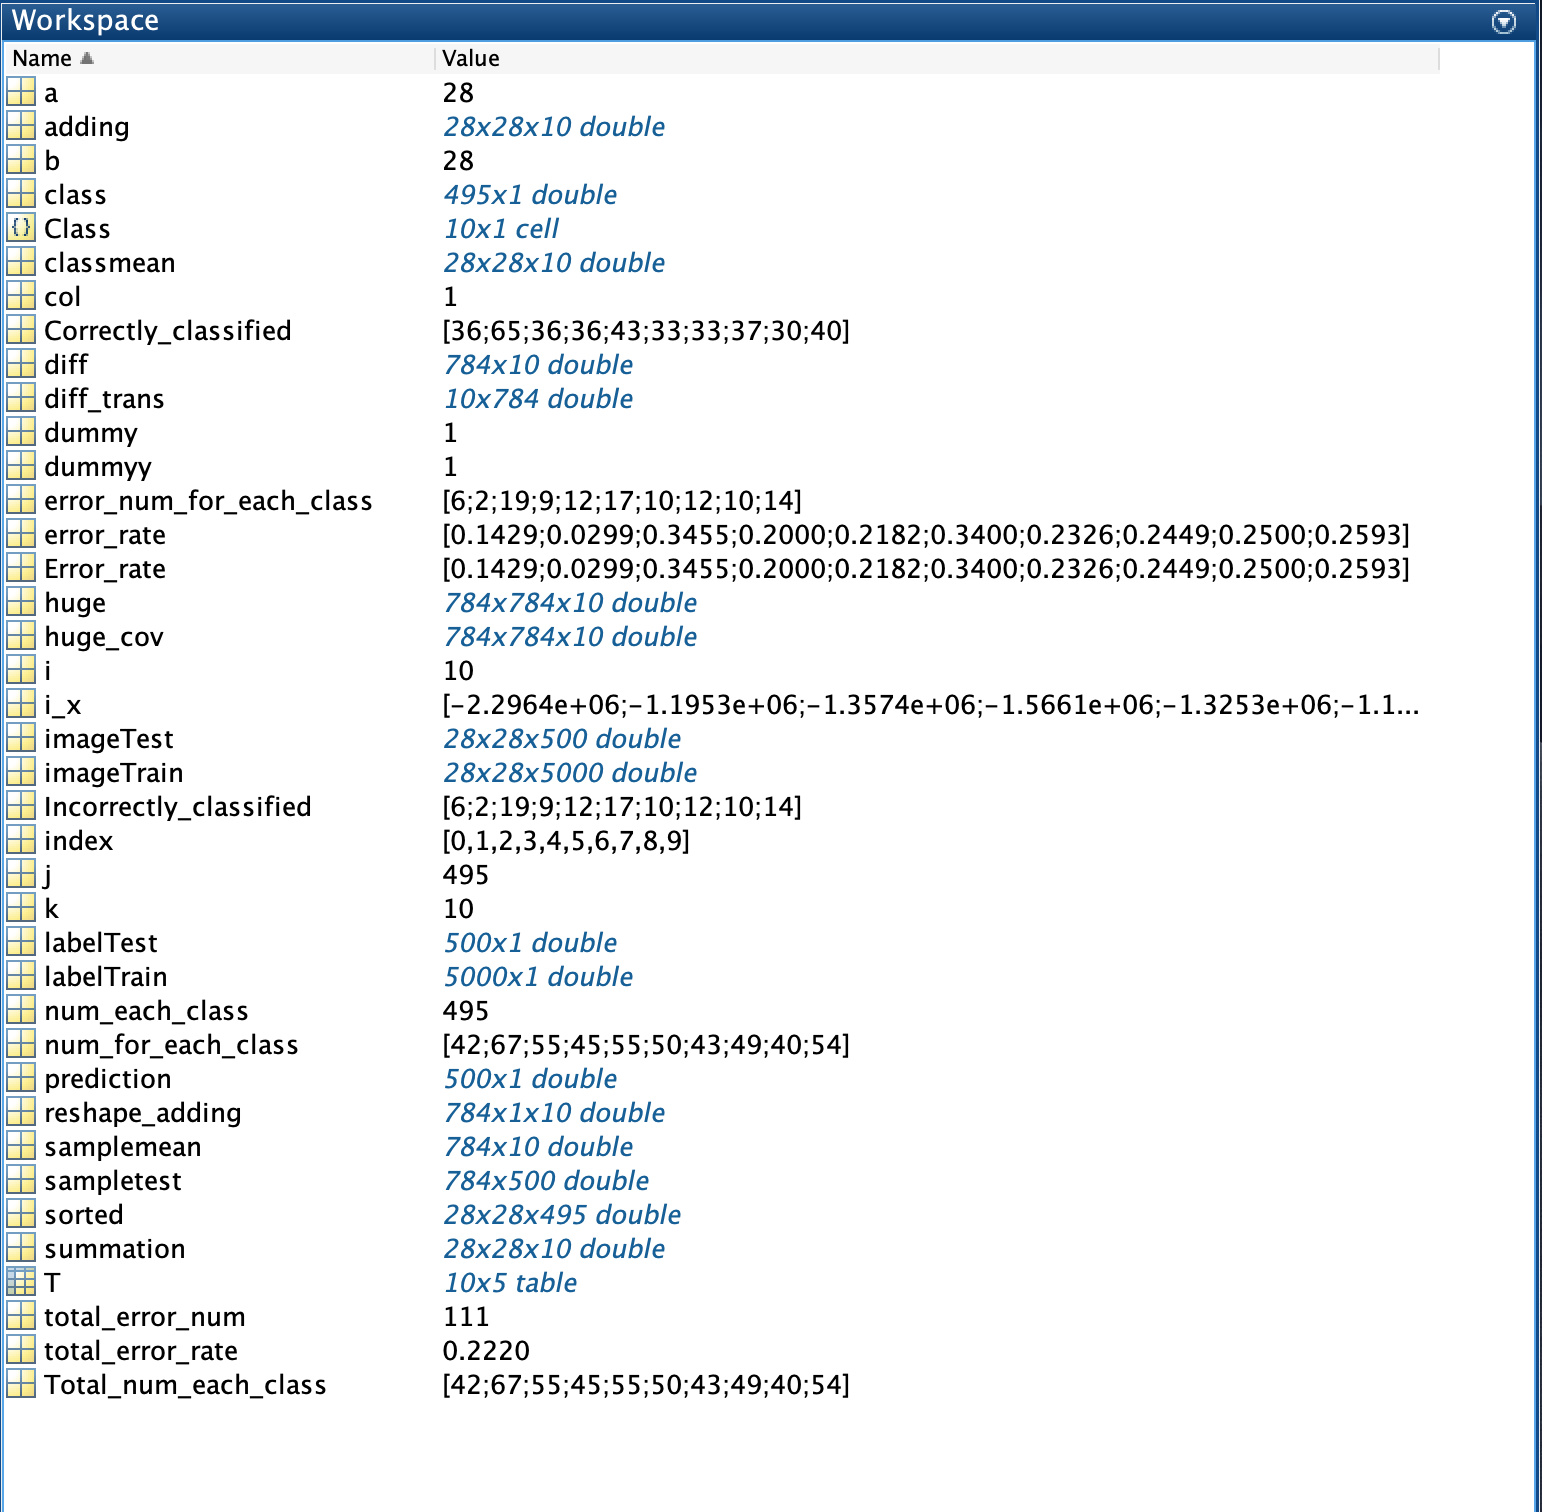 Workspace
Name Value
a 28
adding 28x28x10 double
b 28
class 495x1 double
{} Class 10x1 cell
classmean 28x28x10 double
col 1
Correctly_classified [36;65;36;36;43;33;33;37;30;40]
diff 784x10 double
diff_trans 10x784 double
dummy 1
dummyy 1
error_num_for_each_class [6;2;19;9;12;17;10;12;10;14]
error_rate [0.1429;0.0299;0.3455;0.2000;0.2182;0.3400;0.2326;0.2449;0.2500;0.2593]
Error_rate [0.1429;0.0299;0.3455;0.2000;0.2182;0.3400;0.2326;0.2449;0.2500;0.2593]
huge 784x784x10 double
huge_cov 784x784x10 double
i 10
i_x [-2.2964e+06;-1.1953e+06;-1.3574e+06;-1.5661e+06;-1.3253e+06;-1.1...
imageTest 28x28x500 double
imageTrain 28x28x5000 double
Incorrectly_classified [6;2;19;9;12;17;10;12;10;14]
index [0,1,2,3,4,5,6,7,8,9]
j 495
k 10
labelTest 500x1 double
labelTrain 5000x1 double
num_each_class 495
num_for_each_class [42;67;55;45;55;50;43;49;40;54]
prediction 500x1 double
reshape_adding 784x1x10 double
samplemean 784x10 double
sampletest 784x500 double
sorted 28x28x495 double
summation 28x28x10 double
T 10x5 table
total_error_num 111
total_error_rate 0.2220
Total_num_each_class [42;67;55;45;55;50;43;49;40;54]